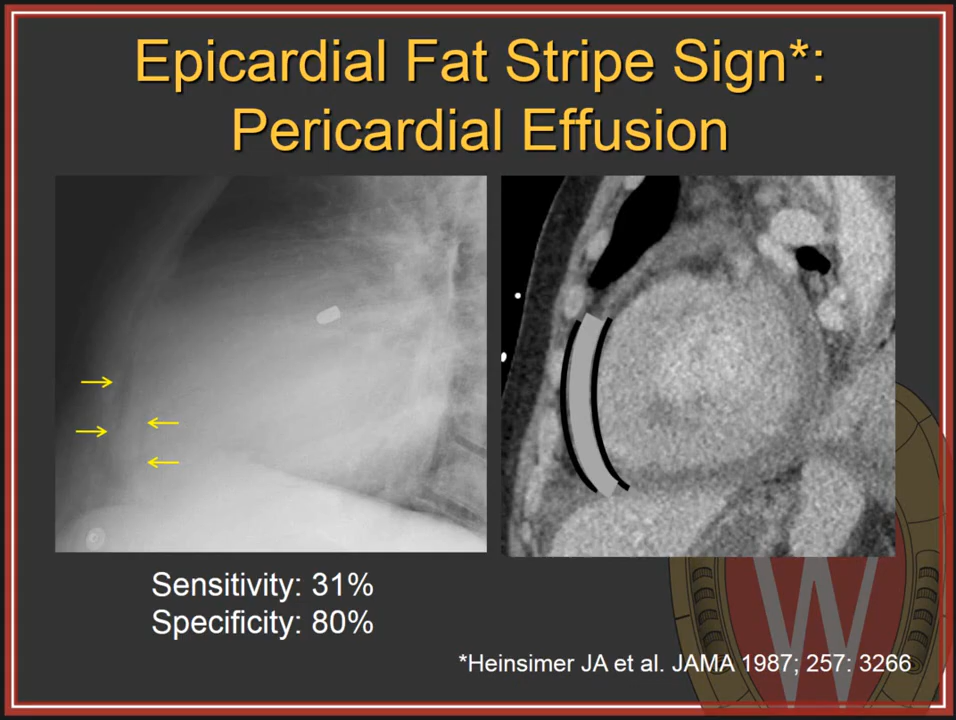 Epicardial Fat Stripe Sign*:
Pericardial Effusion
Sensitivity: 31%
Specificity: 80%
*Heinsimer JA et al. JAMA 1987; 257: 3266
W